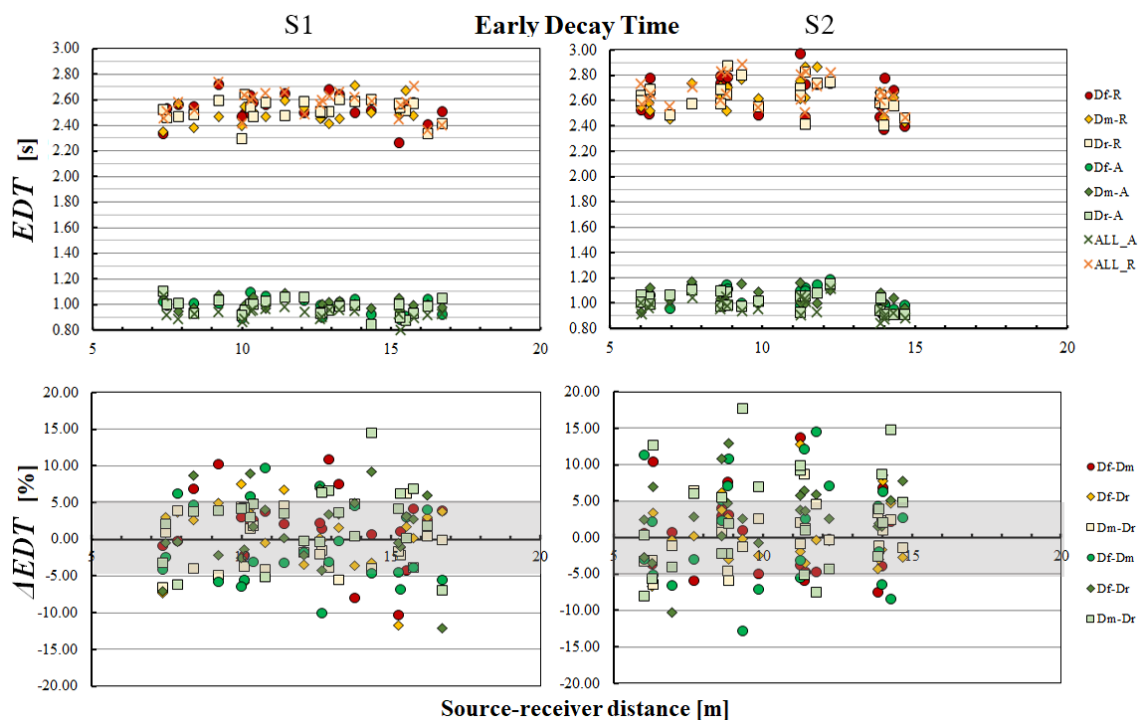 S1 Early Decay Time S2
EDT [s]
3.00
2.80
2.60
2.40
2.20
2.00
1.80
1.60
1.40
1.20
1.00
0.80
5 10 15 20
3.00
2.80
2.60
2.40
2.20
2.00
1.80
1.60
1.40
1.20
1.00
0.80
5 10 15 20
Df-R
Dm-R
Dr-R
Df-A
Dm-A
Dr-A
ALL_A
ALL_R
ΔEDT [%]
20.00
15.00
10.00
5.00
0.00
-5.00
-10.00
-15.00
-20.00
5 10 15 20
20.00
15.00
10.00
5.00
0.00
-5.00
-10.00
-15.00
-20.00
5 10 15 20
Df-Dm
Df-Dr
Dm-Dr
Df-Dm
Df-Dr
Dm-Dr
Source-receiver distance [m]